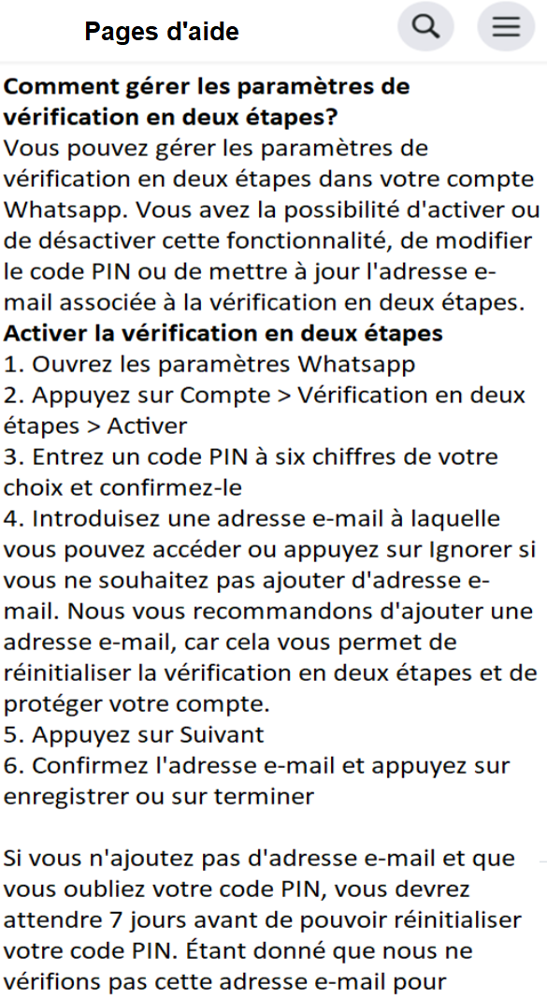 Pages d'aide
Comment gérer les paramètres de
vérification en deux étapes?
Vous pouvez gérer les paramètres de
vérification en deux étapes dans votre compte
Whatsapp. Vous avez la possibilité d'activer ou
de désactiver cette fonctionnalité, de modifier
le code PIN ou de mettre à jour l'adresse e-
mail associée à la vérification en deux étapes.
Activer la vérification en deux étapes
1. Ouvrez les paramètres Whatsapp
2. Appuyez sur Compte > Vérification en deux
étapes > Activer
3. Entrez un code PIN à six chiffres de votre
choix et confirmez-le
4. Introduisez une adresse e-mail à laquelle
vous pouvez accéder ou appuyez sur Ignorer si
vous ne souhaitez pas ajouter d'adresse e-
mail. Nous vous recommandons d'ajouter une
adresse e-mail, car cela vous permet de
réinitialiser la vérification en deux étapes et de
protéger votre compte.
5. Appuyez sur Suivant
6. Confirmez l'adresse e-mail et appuyez sur
enregistrer ou sur terminer
Si vous n'ajoutez pas d'adresse e-mail et que
vous oubliez votre code PIN, vous devrez
attendre 7 jours avant de pouvoir réinitialiser
votre code PIN. Étant donné que nous ne
vérifions pas cette adresse e-mail pour